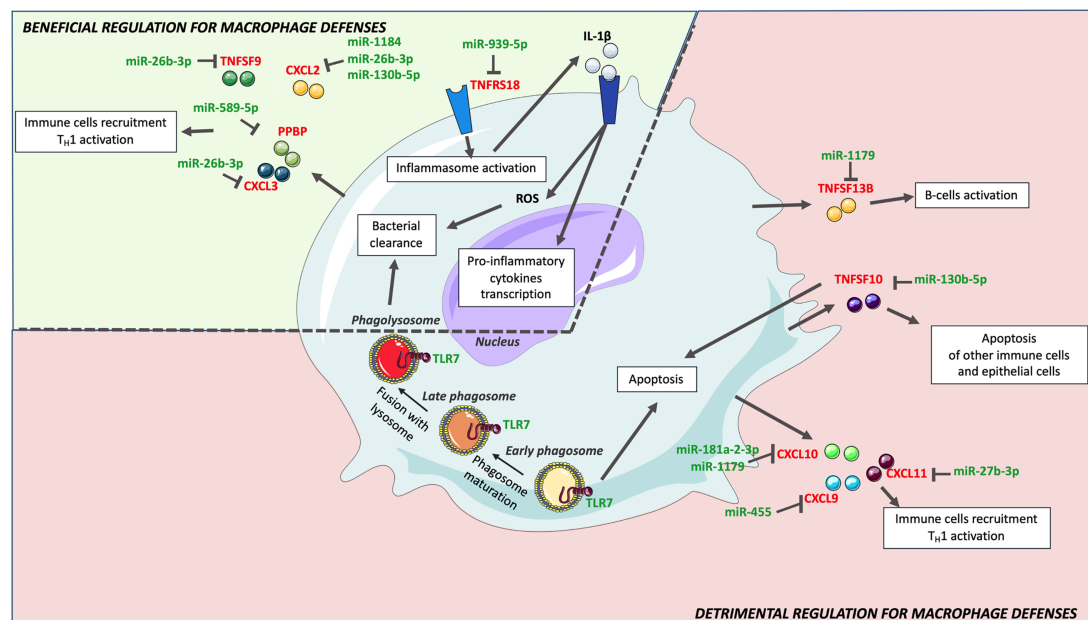 BENEFICIAL REGULATION FOR MACROPHAGE DEFENSES
miR-26b-3p
TNFSF9
CXCL2
miR-1184
miR-26b-3p
miR-130b-5p
miR-939-5p
TNFRS18
IL-1β
miR-589-5p
PPBP
Immune cells recruitment
TH1 activation
miR-26b-3p
CXCL3
Inflammasome activation
ROS
Bacterial
clearance
Pro-inflammatory
cytokines
transcription
Phagolysosome
Nucleus
TLR7
Fusion with
lysosome
Late phagosome
TLR7
Phagosome
maturation
Early phagosome
TLR7
Apoptosis
miR-1179
TNFSF13B
B-cells activation
TNFSF10
miR-130b-5p
Apoptosis
of other immune cells
and epithelial cells
miR-181a-2-3p
miR-1179
CXCL10
CXCL11
miR-27b-3p
CXCL9
miR-455
Immune cells recruitment
TH1 activation
DETRIMENTAL REGULATION FOR MACROPHAGE DEFENSES